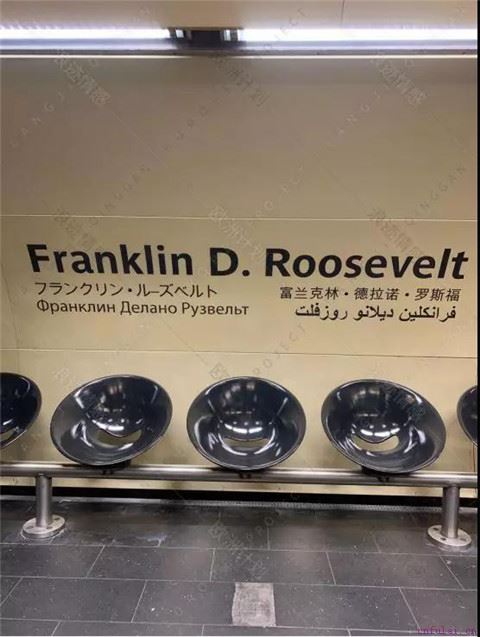 Franklin D. Roosevelt
フランクリン・ルーズベルト
富兰克林・德拉诺・罗斯福
Франклин Делано Рузвельт
فرانكلين ديلانو روزفلت